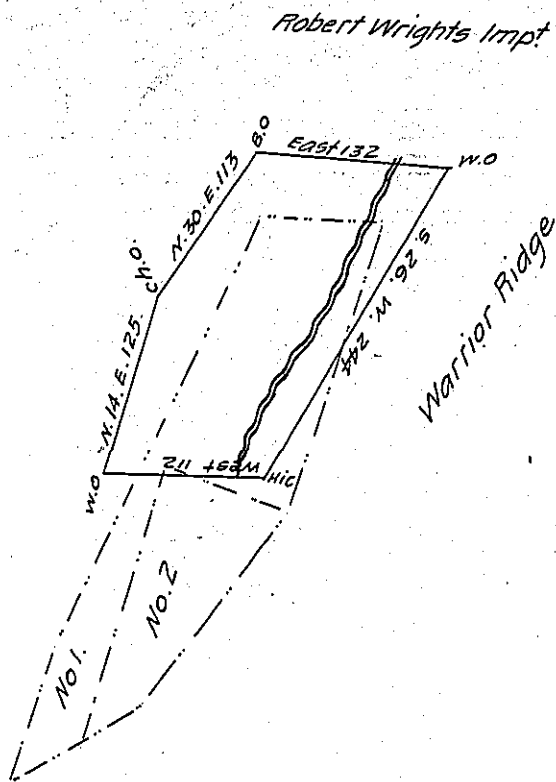 Robert Wrights Impt
B.O
East 132
W.O
N. 30. E. 113
ch.O.
S. 26. W. 244
Warrior Ridge
N. 14. E. 125.
W.O
West 112
Hic
No. 2
No 1.